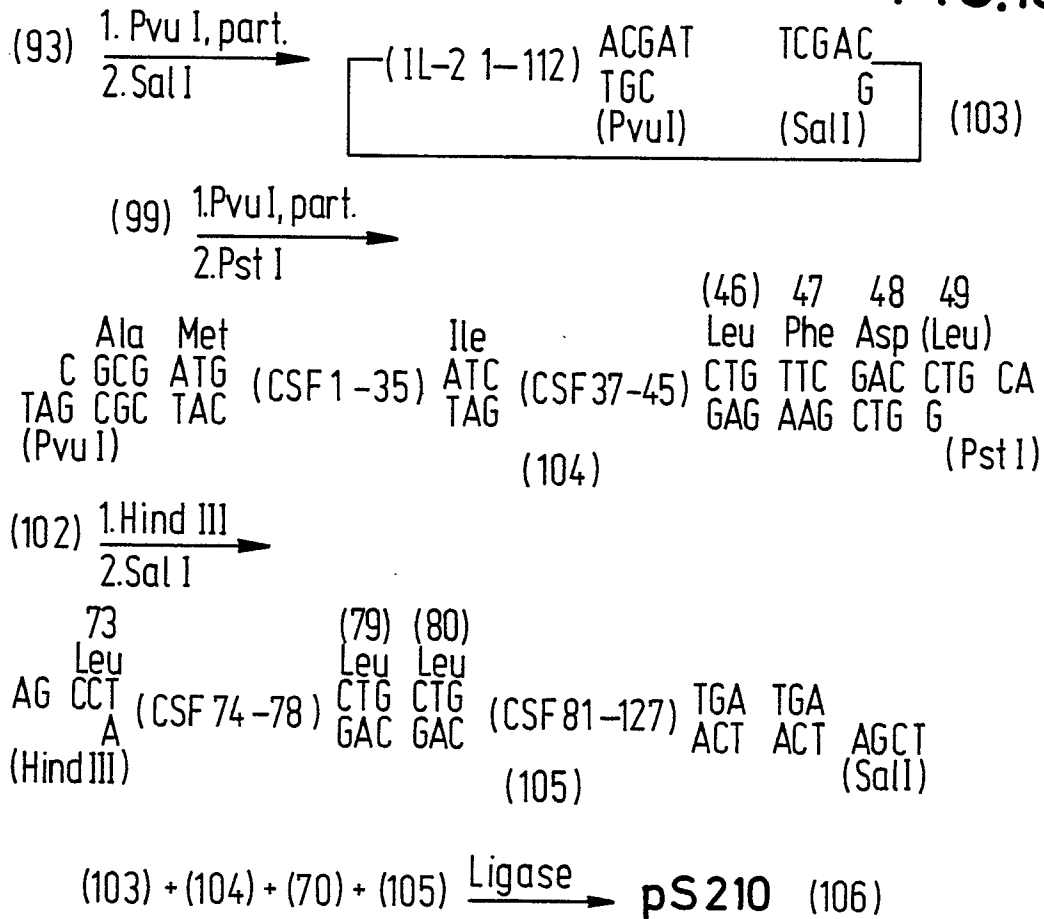 FIG.
(93) 1. Pvu I, part.
2. Sal I
(IL-2 1-112) ACGAT TCGAC
TGC G
(PvuI) (SalI) (103)
(99) 1.PvuI, part.
2.Pst I
(46) 47 48 49
Ala Met Ile Leu Phe Asp (Leu)
C GCG ATG (CSF 1-35) ATC (CSF 37-45) CTG TTC GAC CTG CA
TAG CGC TAC TAG GAG AAG CTG G
(Pvu I) (104) (Pst I)
(102) 1.Hind III
2.Sal I
73 (79) (80)
Leu Leu Leu
AG CCT (CSF 74-78) CTG CTG (CSF 81-127) TGA TGA
A GAC GAC ACT ACT AGCT
(Hind III) (105) (SalI)
(103) + (104) + (70) + (105) Ligase pS210 (106)